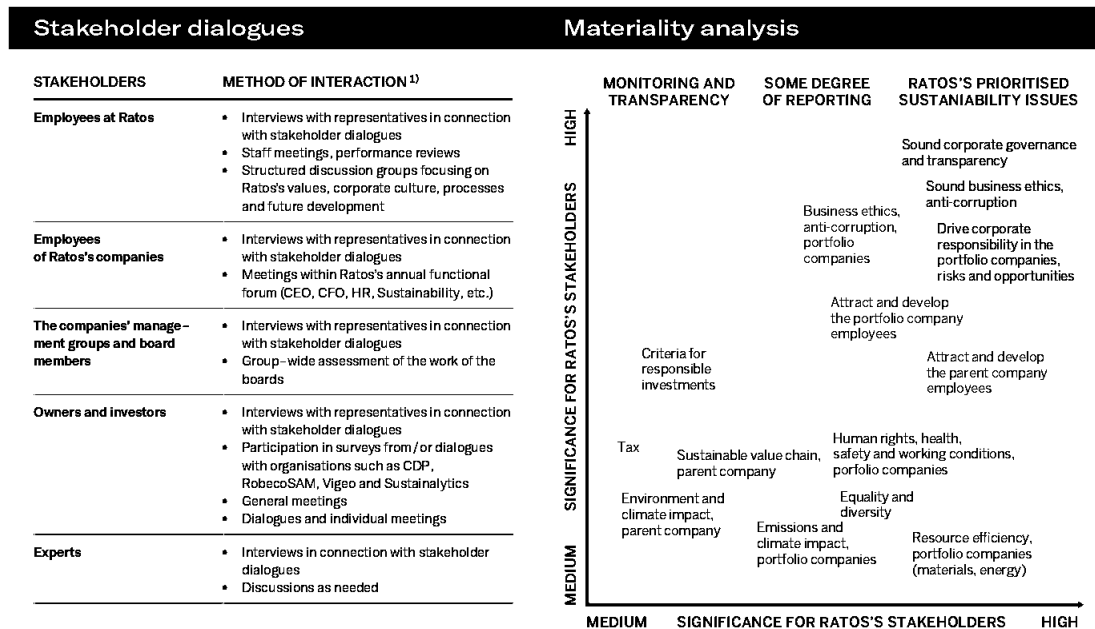 Stakeholder dialogues
STAKEHOLDERS
METHOD OF INTERACTION 1)
Employees at Ratos
• Interviews with representatives in connection
with stakeholder dialogues
• Staff meetings, performance reviews
• Structured discussion groups focusing on
Ratos's values, corporate culture, processes
and future development
Employees
of Ratos's companies
• Interviews with representatives in connection
with stakeholder dialogues
• Meetings within Ratos's annual functional
forum (CEO, CFO, HR, Sustainability, etc.)
The companies' manage-
ment groups and board
members
• Interviews with representatives in connection
with stakeholder dialogues
• Group-wide assessment of the work of the
boards
Owners and investors
• Interviews with representatives in connection
with stakeholder dialogues
• Participation in surveys from/or dialogues
with organisations such as CDP,
RobecoSAM, Vigeo and Sustainalytics
• General meetings
• Dialogues and individual meetings
Experts
• Interviews in connection with stakeholder
dialogues
• Discussions as needed
Materiality analysis
MONITORING AND
TRANSPARENCY
SOME DEGREE
OF REPORTING
RATOS'S PRIORITISED
SUSTANIABILITY ISSUES
HIGH
SIGNIFICANCE FOR RATOS'S STAKEHOLDERS
MEDIUM
Sound corporate governance
and transparency
Sound business ethics,
anti-corruption
Business ethics,
anti-corruption,
portfolio
companies
Drive corporate
responsibility in the
portfolio companies,
risks and opportunities
Attract and develop
the portfolio company
employees
Criteria for
responsible
investments
Attract and develop
the parent company
employees
Tax
Sustainable value chain,
parent company
Human rights, health,
safety and working conditions,
porfolio companies
Environment and
climate impact,
parent company
Equality and
diversity
Emissions and
climate impact,
portfolio companies
Resource efficiency,
portfolio companies
(materials, energy)
MEDIUM
SIGNIFICANCE FOR RATOS'S STAKEHOLDERS
HIGH